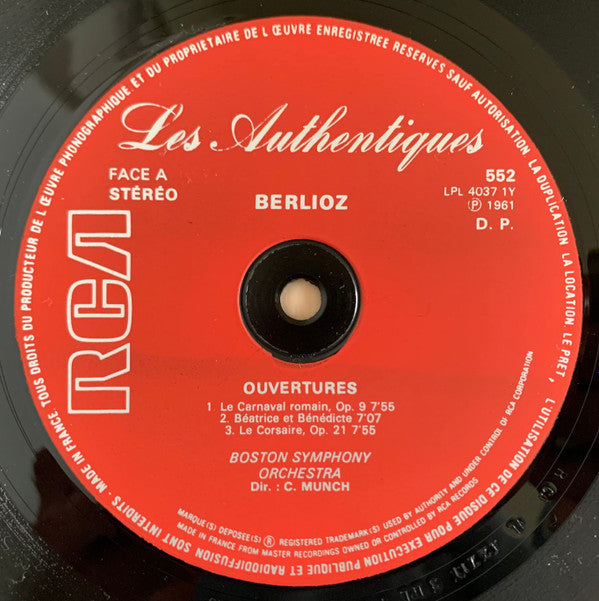 TOUS DROITS DU PRODUCTEUR DE L'ŒUVRE PHONOGRAPHIQUE ET DU PROPRIETAIRE DE L'ŒUVRE ENREGISTREE RESERVES SAUF AUTORISATION LA DUPLICATION, LA LOCATION LE PRET, L'UTILISATION DE CE DISQUE POUR EXECUTION PUBLIQUE ET RADIODIFFUSION SONT INTERDITS · MADE IN FRANCE
Les Authentiques
FACE A
STÉRÉO
552
LPL 4037 1Y
Ⓟ 1961
D. P.
BERLIOZ
RCA
OUVERTURES
1. Le Carnaval romain, Op. 9 7'55
2. Béatrice et Bénédicte 7'07
3. Le Corsaire, Op. 21 7'55
BOSTON SYMPHONY
ORCHESTRA
Dir. : C. MUNCH
MARQUE(S) DEPOSEE(S) ® REGISTERED TRADEMARK(S) USED BY AUTHORITY AND UNDER CONTROL OF RCA CORPORATION
MADE IN FRANCE FROM MASTER RECORDINGS OWNED OR CONTROLLED BY RCA RECORDS